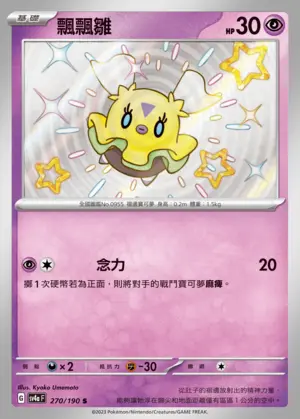 基礎 飄飄雛 HP30
全國圖鑑No.0955 雛鳥寶可夢 身高：0.2m 體重：1.5kg
念力 20
擲1次硬幣若為正面，則將對手的戰鬥寶可夢麻痺。
Illus. Kyoko Umemoto
弱點 ×2 抵抗力 -30 撤退
G sv4a F 270/190 S
©2023 Pokémon/Nintendo/Creatures/GAME FREAK.